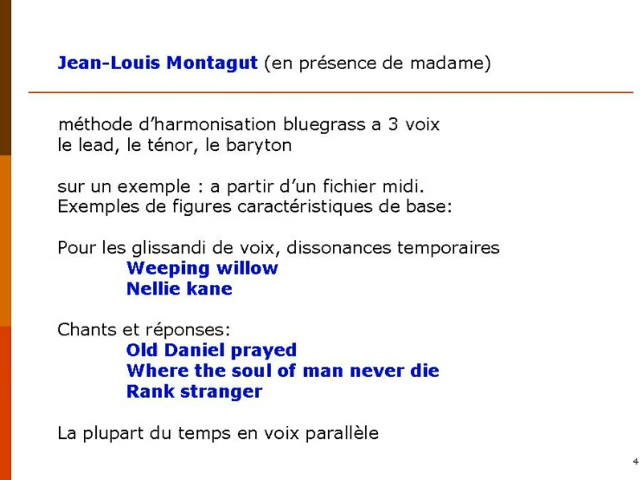 Jean-Louis Montagut (en présence de madame)
méthode d'harmonisation bluegrass a 3 voix
le lead, le ténor, le baryton
sur un exemple : a partir d'un fichier midi.
Exemples de figures caractéristiques de base:
Pour les glissandi de voix, dissonances temporaires
Weeping willow
Nellie kane
Chants et réponses:
Old Daniel prayed
Where the soul of man never die
Rank stranger
La plupart du temps en voix parallèle
4